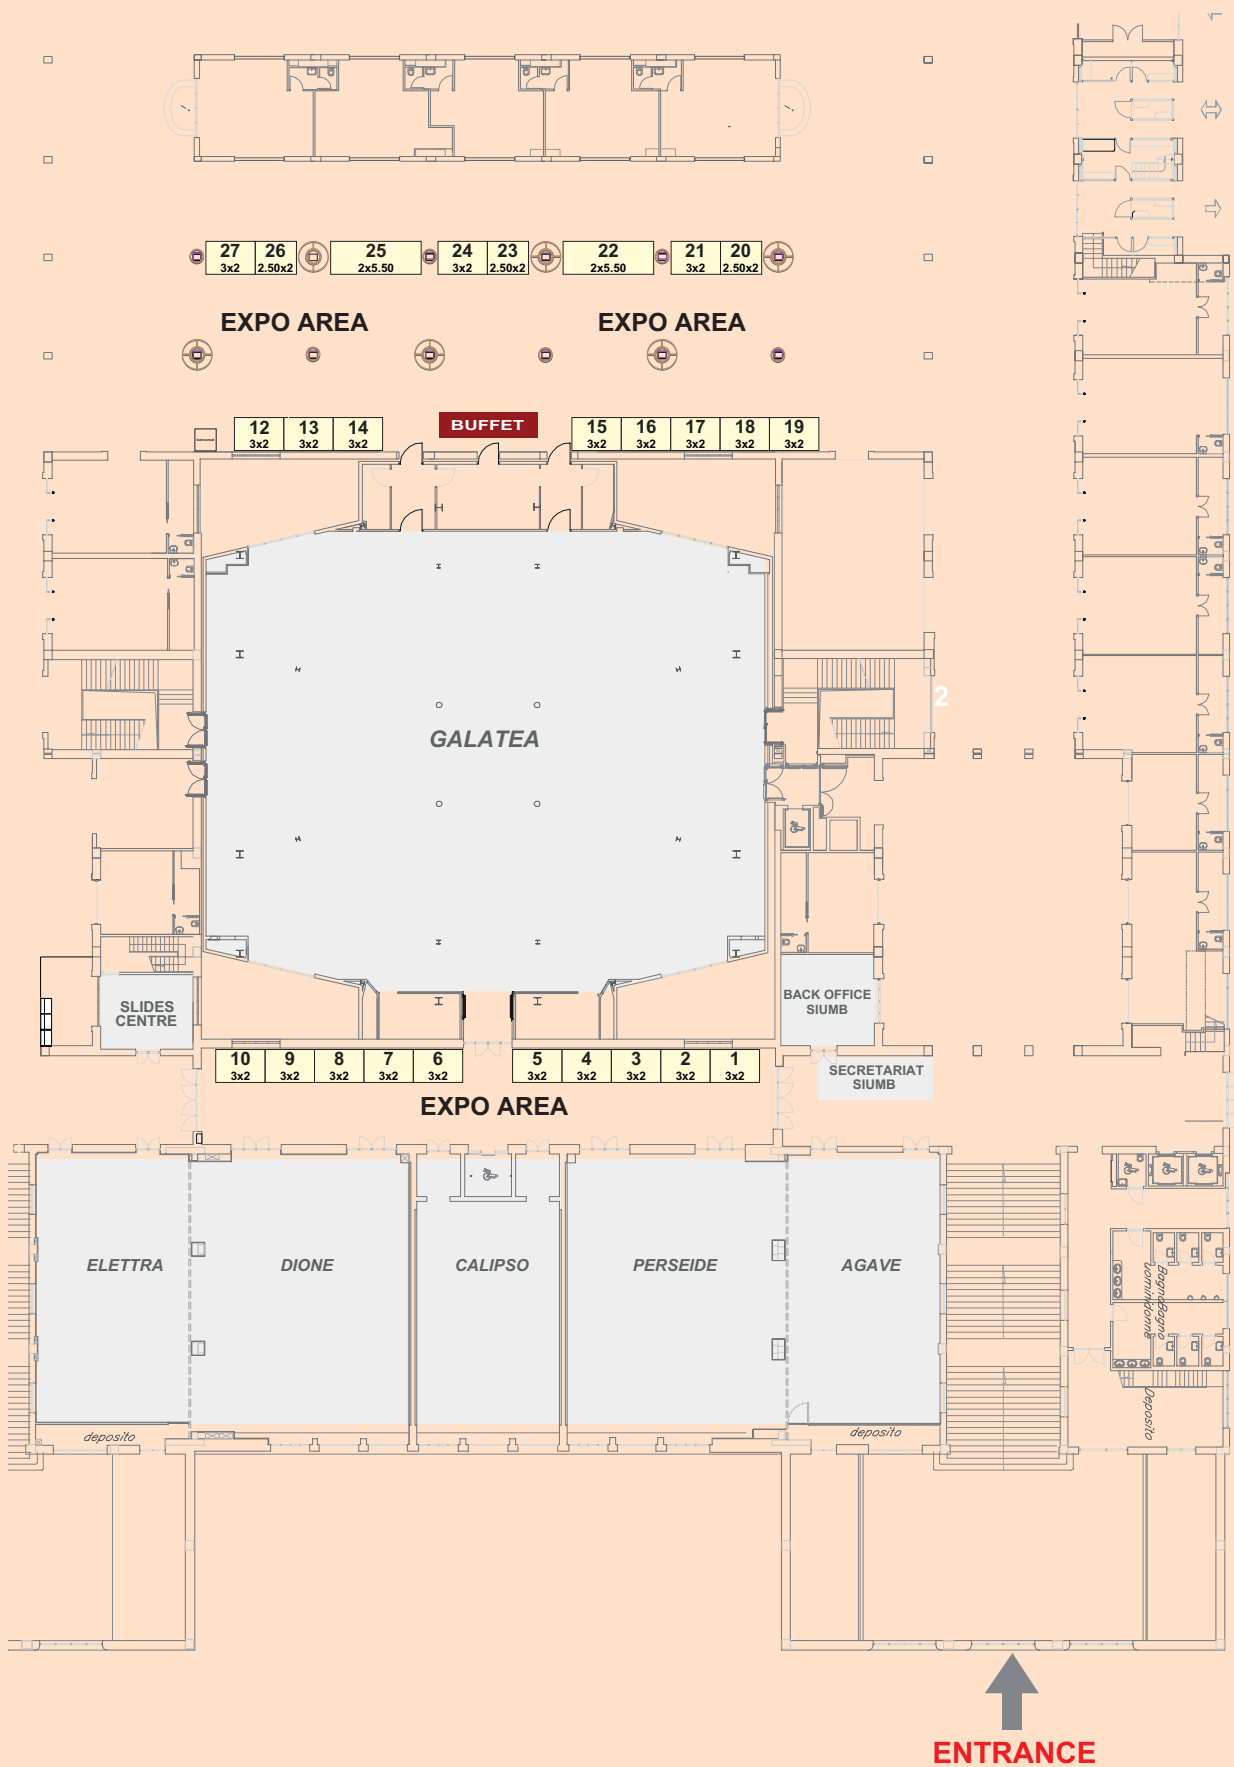 27 26 25 24 23 22 21 20
3x2 2.50x2 2x5.50 3x2 2.50x2 2x5.50 3x2 2.50x2
EXPO AREA EXPO AREA
12 13 14 BUFFET 15 16 17 18 19
3x2 3x2 3x2 3x2 3x2 3x2 3x2 3x2
2
GALATEA
SLIDES
CENTRE
BACK OFFICE
SIUMB
10 9 8 7 6 5 4 3 2 1
3x2 3x2 3x2 3x2 3x2 3x2 3x2 3x2 3x2 3x2
SECRETARIAT
SIUMB
EXPO AREA
ELETTRA DIONE CALIPSO PERSEIDE AGAVE
Bagno Bagno
uomini donne
Deposito
deposito deposito
ENTRANCE